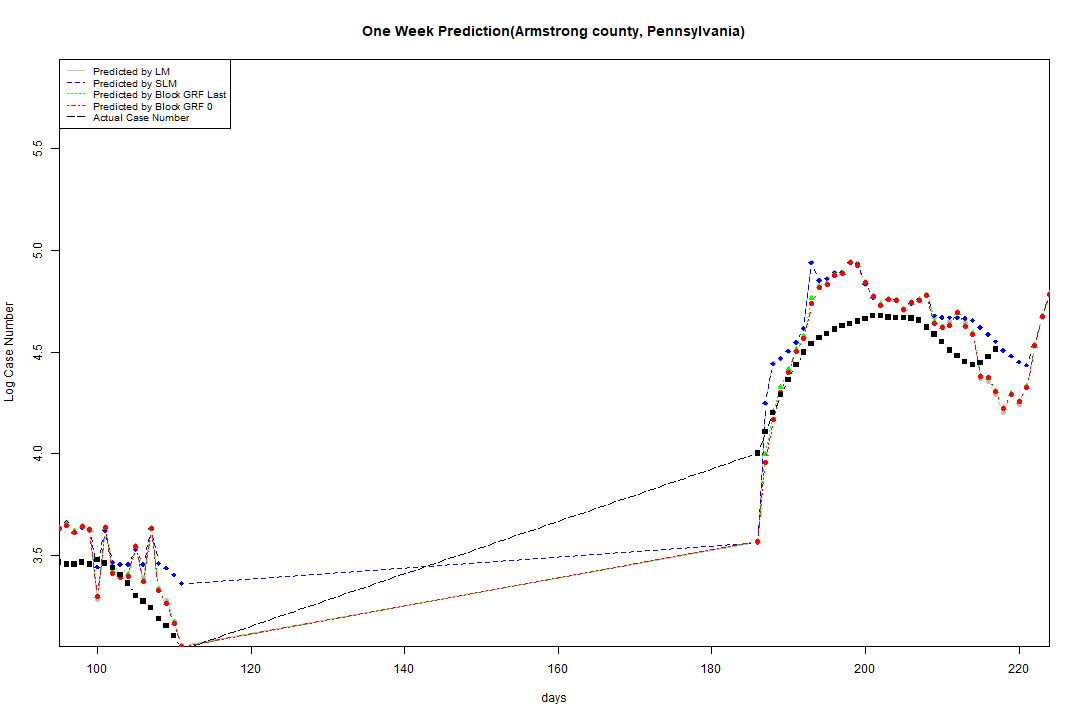 One Week Prediction(Armstrong county, Pennsylvania)
Predicted by LM
Predicted by SLM
Predicted by Block GRF Last
Predicted by Block GRF 0
Actual Case Number
5.5
5.0
4.5
4.0
3.5
Log Case Number
100 120 140 160 180 200 220
days